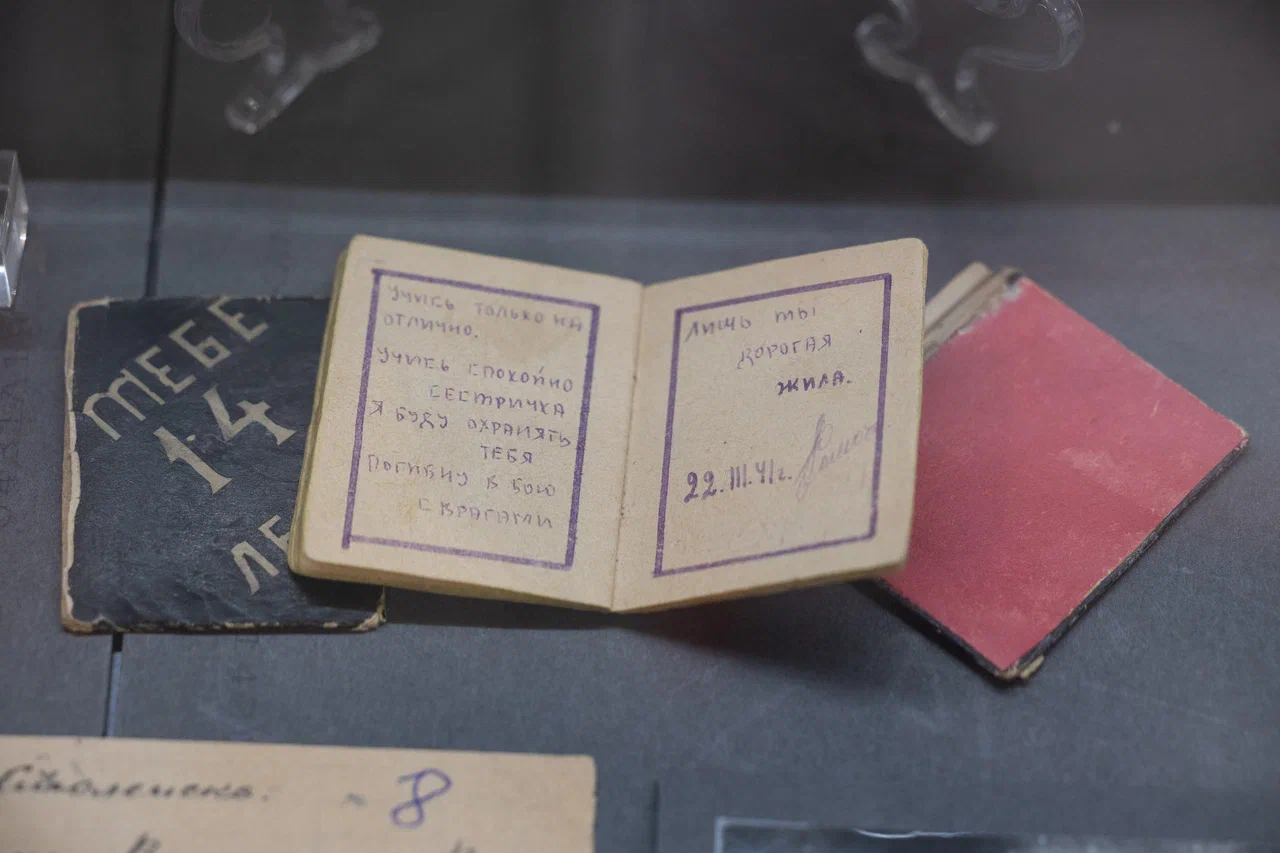 ТЕБЕ
14
ЛЕ
УЧИСЬ ТОЛЬКО НА
ОТЛИЧНО.
УЧИСЬ СПОКОЙНО
СЕСТРИЧКА
Я БУДУ ОХРАНЯТЬ
ТЕБЯ
ПОГИБНУ В БОЮ
С ВРАГАМИ
ЛИШЬ ТЫ
ДОРОГАЯ
ЖИЛА.
22.III.41г.
8